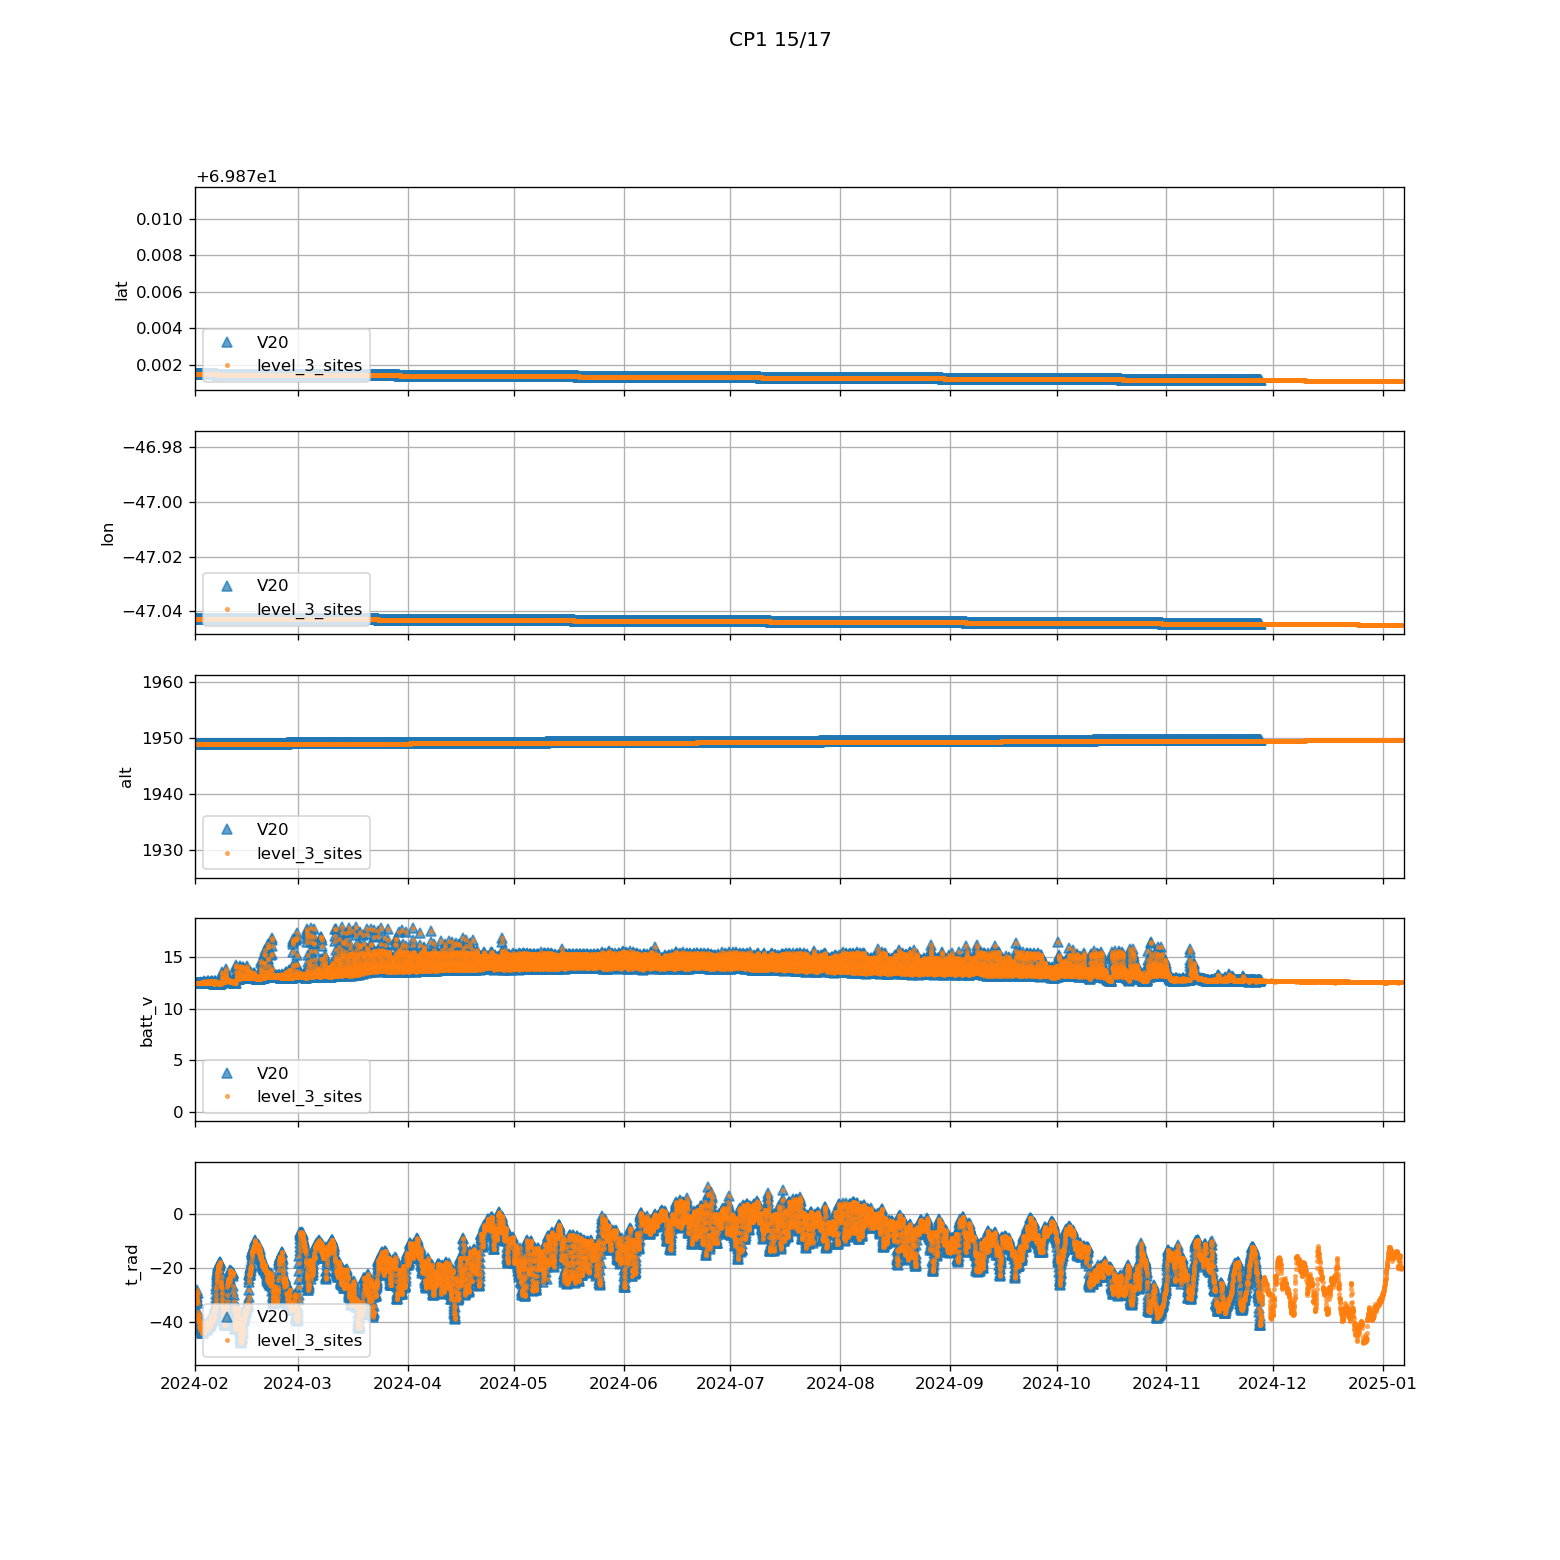 CP1 15/17
+6.987e1
0.010
0.008
0.006
0.004
0.002
lat
V20
level_3_sites
−46.98
−47.00
−47.02
−47.04
lon
V20
level_3_sites
1960
1950
1940
1930
alt
V20
level_3_sites
15
10
5
0
batt_v
V20
level_3_sites
0
−20
−40
t_rad
V20
level_3_sites
2024-02 2024-03 2024-04 2024-05 2024-06 2024-07 2024-08 2024-09 2024-10 2024-11 2024-12 2025-01